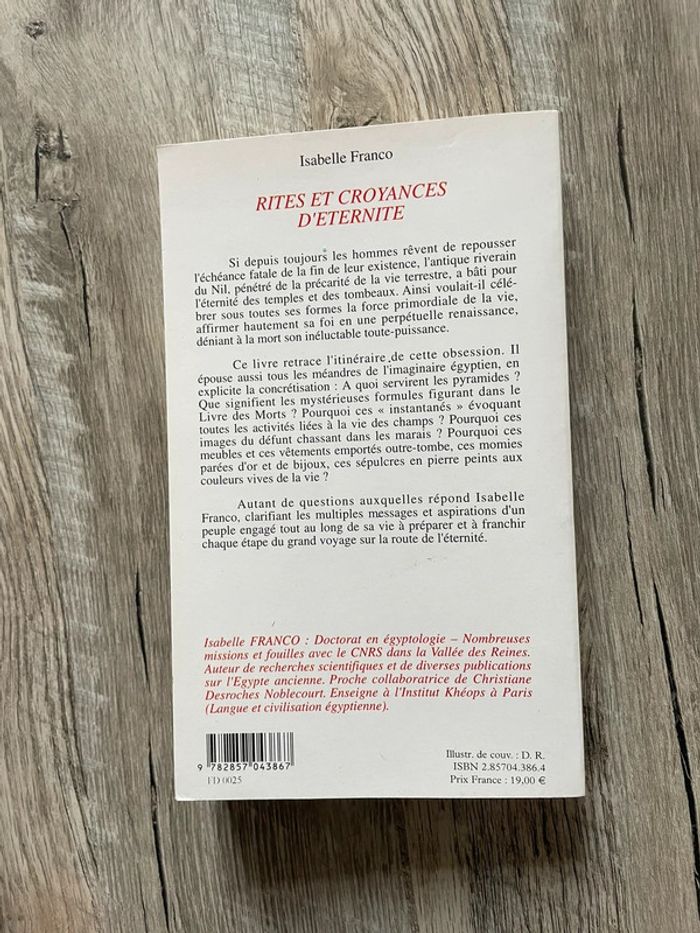 Isabelle Franco
RITES ET CROYANCES
D'ETERNITE
Si depuis toujours les hommes rêvent de repousser
l'échéance fatale de la fin de leur existence, l'antique riverain
du Nil, pénétré de la précarité de la vie terrestre, a bâti pour
l'éternité des temples et des tombeaux. Ainsi voulait-il célé-
brer sous toutes ses formes la force primordiale de la vie,
affirmer hautement sa foi en une perpétuelle renaissance,
déniant à la mort son inéluctable toute-puissance.
Ce livre retrace l'itinéraire de cette obsession. Il
épouse aussi tous les méandres de l'imaginaire égyptien, en
explicite la concrétisation : A quoi servirent les pyramides ?
Que signifient les mystérieuses formules figurant dans le
Livre des Morts ? Pourquoi ces « instantanés » évoquant
toutes les activités liées à la vie des champs ? Pourquoi ces
images du défunt chassant dans les marais ? Pourquoi ces
meubles et ces vêtements emportés outre-tombe, ces momies
parées d'or et de bijoux, ces sépulcres en pierre peints aux
couleurs vives de la vie ?
Autant de questions auxquelles répond Isabelle
Franco, clarifiant les multiples messages et aspirations d'un
peuple engagé tout au long de sa vie à préparer et à franchir
chaque étape du grand voyage sur la route de l'éternité.
Isabelle FRANCO : Doctorat en égyptologie – Nombreuses
missions et fouilles avec le CNRS dans la Vallée des Reines.
Auteur de recherches scientifiques et de diverses publications
sur l'Egypte ancienne. Proche collaboratrice de Christiane
Desroches Noblecourt. Enseigne à l'Institut Khéops à Paris
(Langue et civilisation égyptienne).
9 782857 043867
FD 0025
Illustr. de couv. : D. R.
ISBN 2.85704.386.4
Prix France : 19,00 €